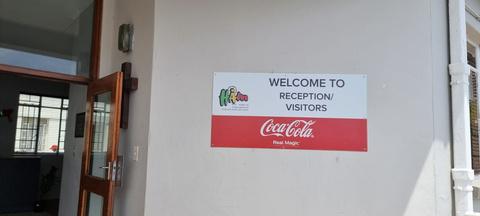 WELCOME TO
RECEPTION/
VISITORS
Coca-Cola
Real Magic